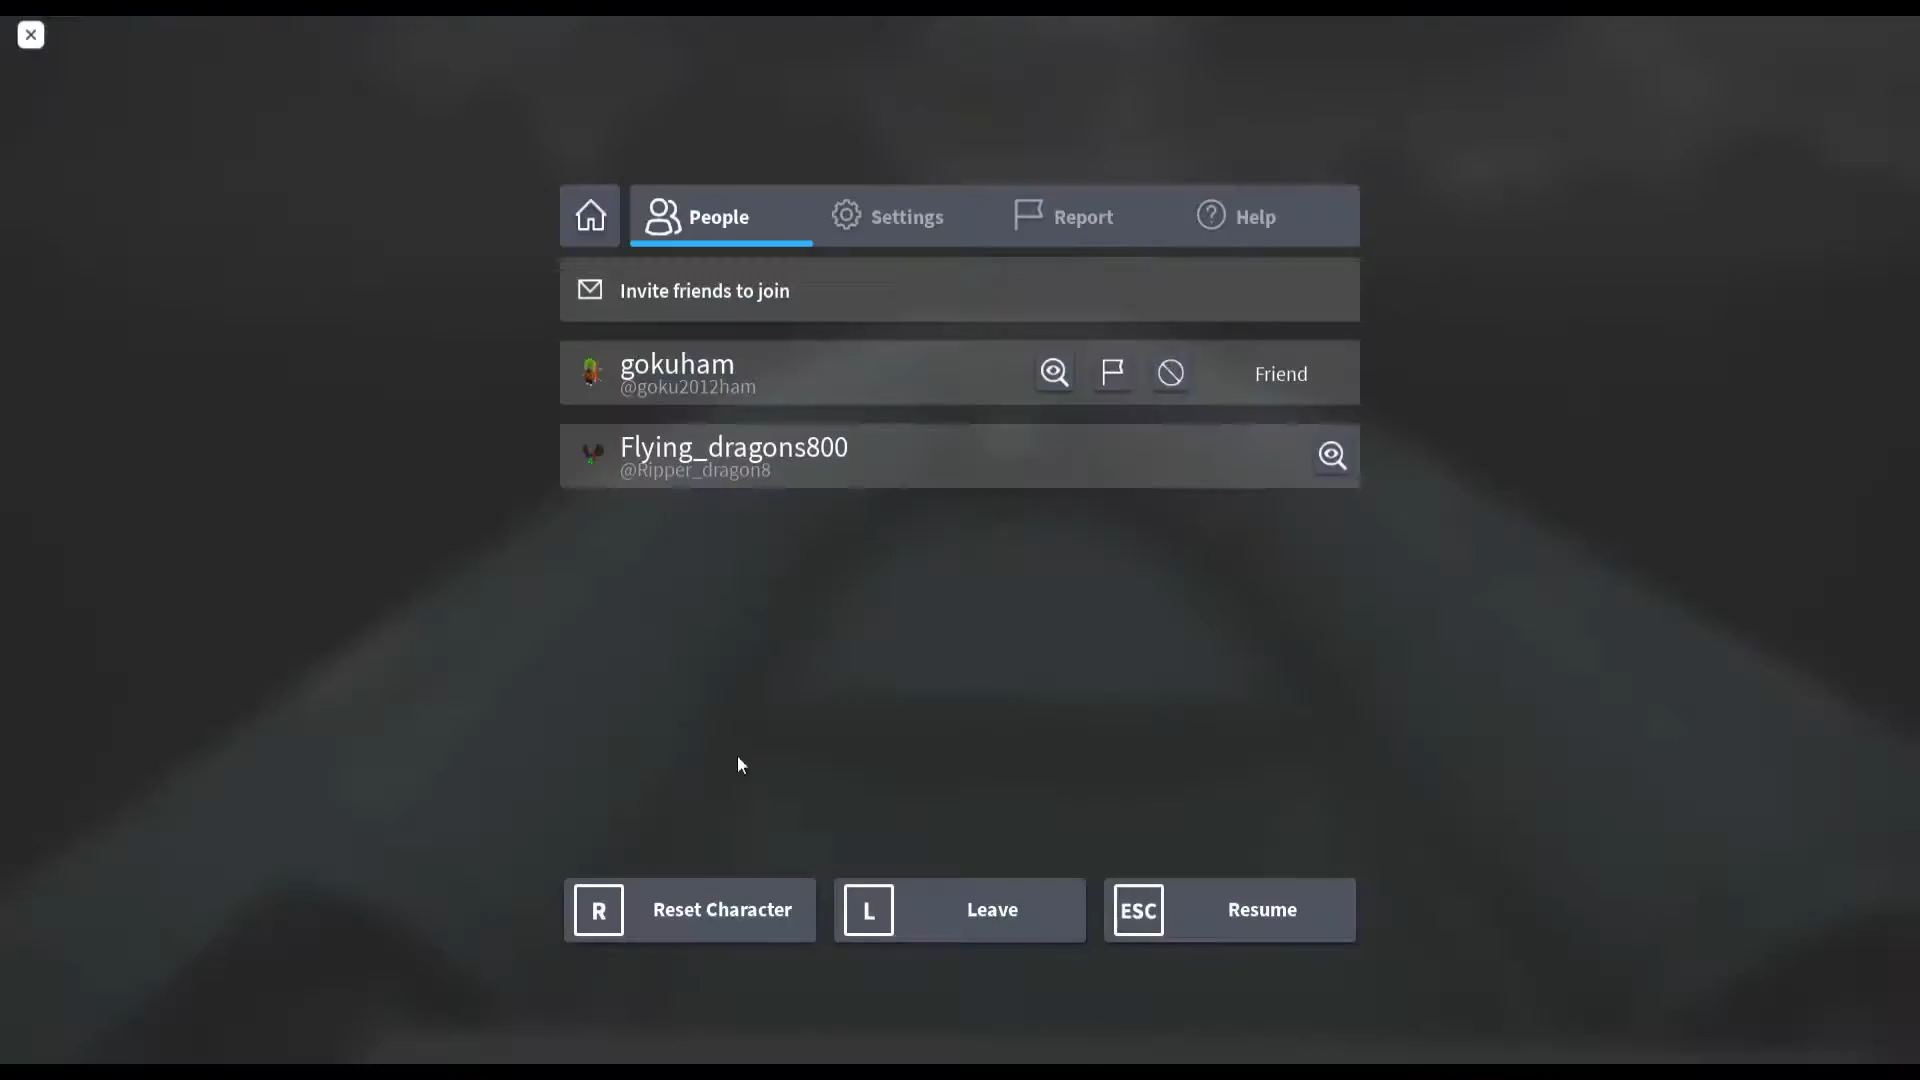 People
Settings
Report
Help
Invite friends to join
gokuham
@goku2012ham
Friend
Flying_dragons800
@Ripper_dragon8
R
Reset Character
L
Leave
ESC
Resume